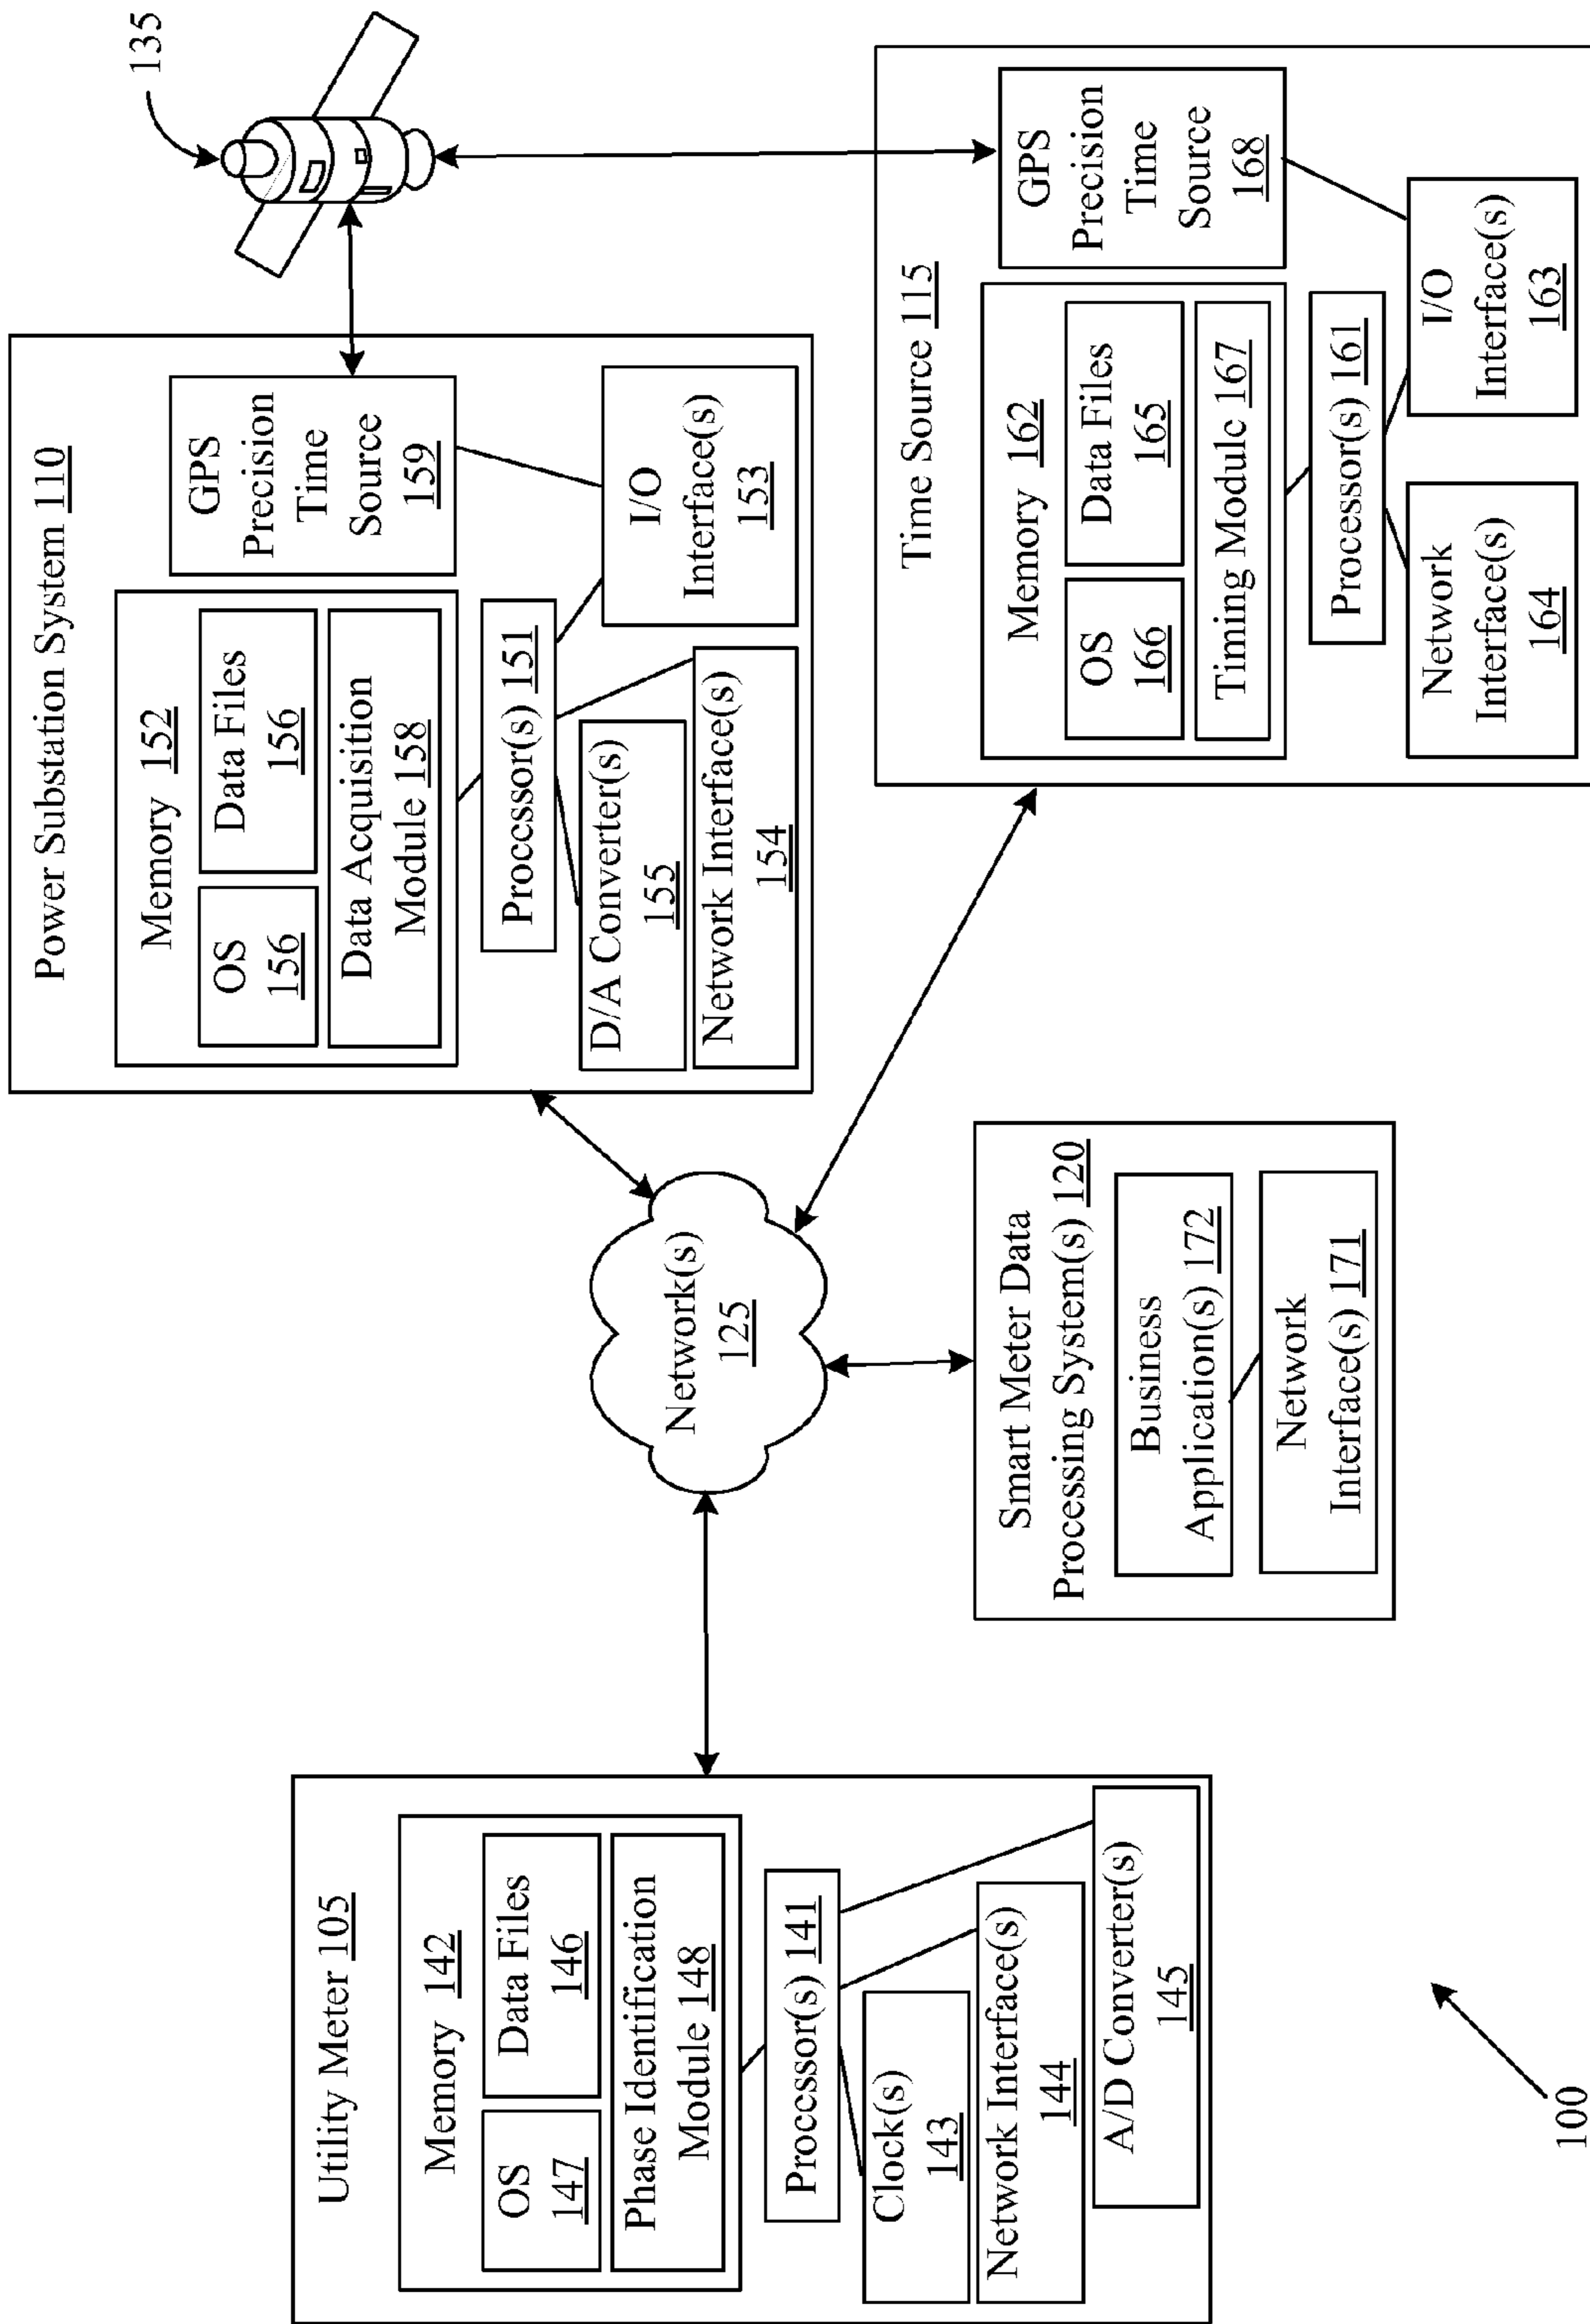 Utility Meter 105
Memory 142
OS
147
Data Files
146
Phase Identification
Module 148
Processor(s) 141
Clock(s)
143
Network Interface(s)
144
A/D Converter(s)
145
Network(s)
125
Smart Meter Data
Processing System(s) 120
Business
Application(s) 172
Network
Interface(s) 171
Power Substation System 110
Memory 152
OS
156
Data Files
156
Data Acquisition
Module 158
GPS
Precision
Time
Source
159
Processor(s) 151
D/A Converter(s)
155
Network Interface(s)
154
I/O
Interface(s)
153
135
Time Source 115
Memory 162
OS
166
Data Files
165
Timing Module 167
GPS
Precision
Time
Source
168
Processor(s) 161
Network
Interface(s)
164
I/O
Interface(s)
163
100